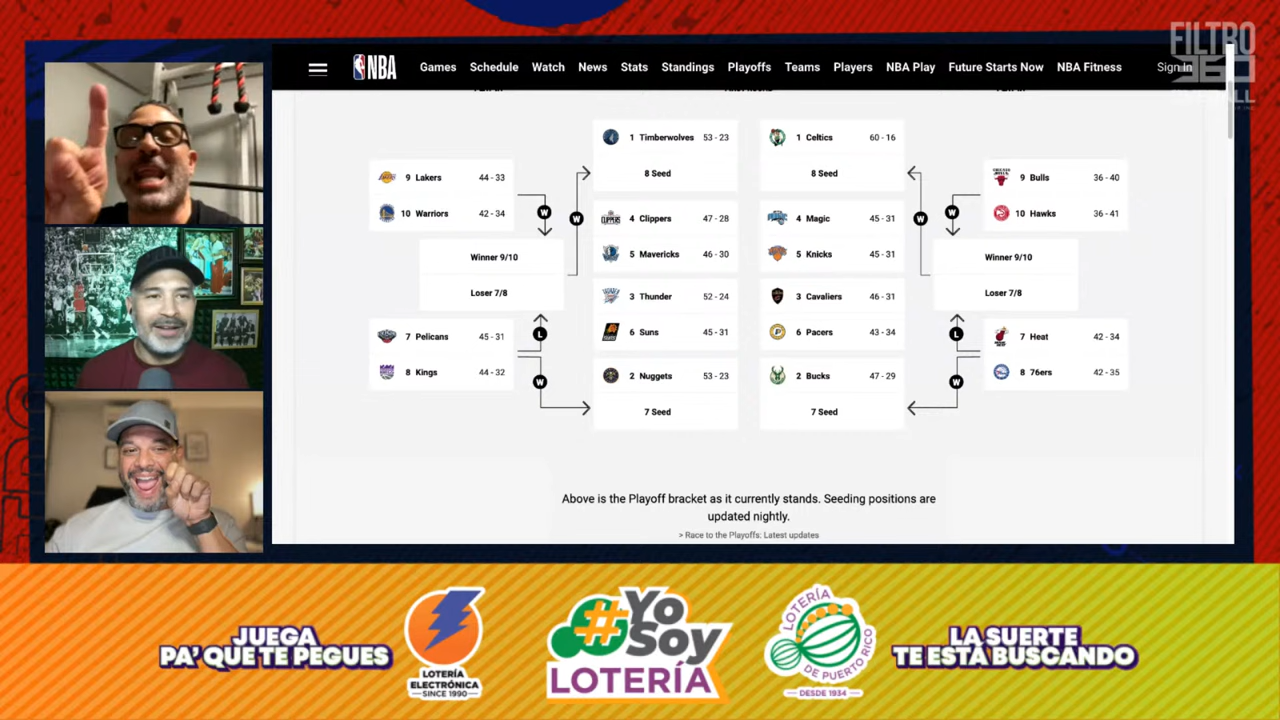 FILTRO
360
NBA
Games Schedule Watch News Stats Standings Playoffs Teams Players NBA Play Future Starts Now NBA Fitness Sign In
9 Lakers 44 - 33
10 Warriors 42 - 34
Winner 9/10
Loser 7/8
7 Pelicans 45 - 31
8 Kings 44 - 32
W
W
L
W
1 Timberwolves 53 - 23
8 Seed
4 Clippers 47 - 28
5 Mavericks 46 - 30
3 Thunder 52 - 24
6 Suns 45 - 31
2 Nuggets 53 - 23
7 Seed
1 Celtics 60 - 16
8 Seed
4 Magic 45 - 31
5 Knicks 45 - 31
3 Cavaliers 46 - 31
6 Pacers 43 - 34
2 Bucks 47 - 29
7 Seed
W
W
L
W
9 Bulls 36 - 40
10 Hawks 36 - 41
Winner 9/10
Loser 7/8
7 Heat 42 - 34
8 76ers 42 - 35
Above is the Playoff bracket as it currently stands. Seeding positions are
updated nightly.
> Race to the Playoffs: Latest updates
JUEGA
PA' QUE TE PEGUES
LOTERÍA
ELECTRÓNICA
SINCE 1990
#Yo
Soy
LOTERÍA
LOTERÍA
DE PUERTO RICO
DESDE 1934
LA SUERTE
TE ESTÁ BUSCANDO